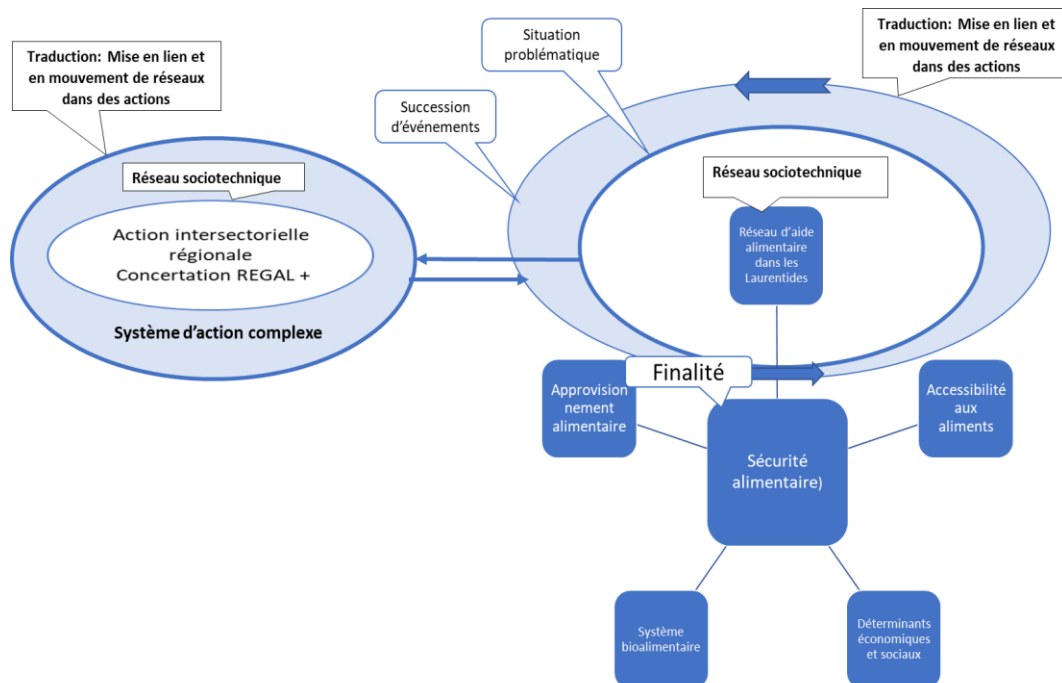 Traduction: Mise en lien et
en mouvement de réseaux
dans des actions
Réseau sociotechnique
Action intersectorielle
régionale
Concertation REGAL +
Système d'action complexe
Situation
problématique
Succession
d'événements
Traduction: Mise en lien et
en mouvement de réseaux
dans des actions
Réseau sociotechnique
Réseau d'aide
alimentaire
dans les
Laurentides
Finalité
Approvision
nement
alimentaire
Accessibilité
aux
aliments
Sécurité
alimentaire)
Système
bioalimentaire
Déterminants
économiques
et sociaux